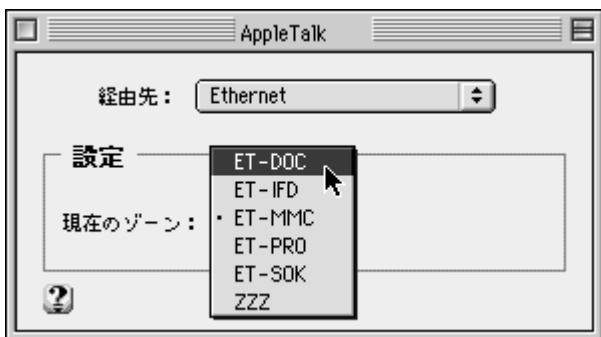 AppleTalk
経由先： Ethernet
設定
ET-DOC
ET-IFD
現在のゾーン： • ET-MMC
ET-PRO
ET-SOK
ZZZ
?